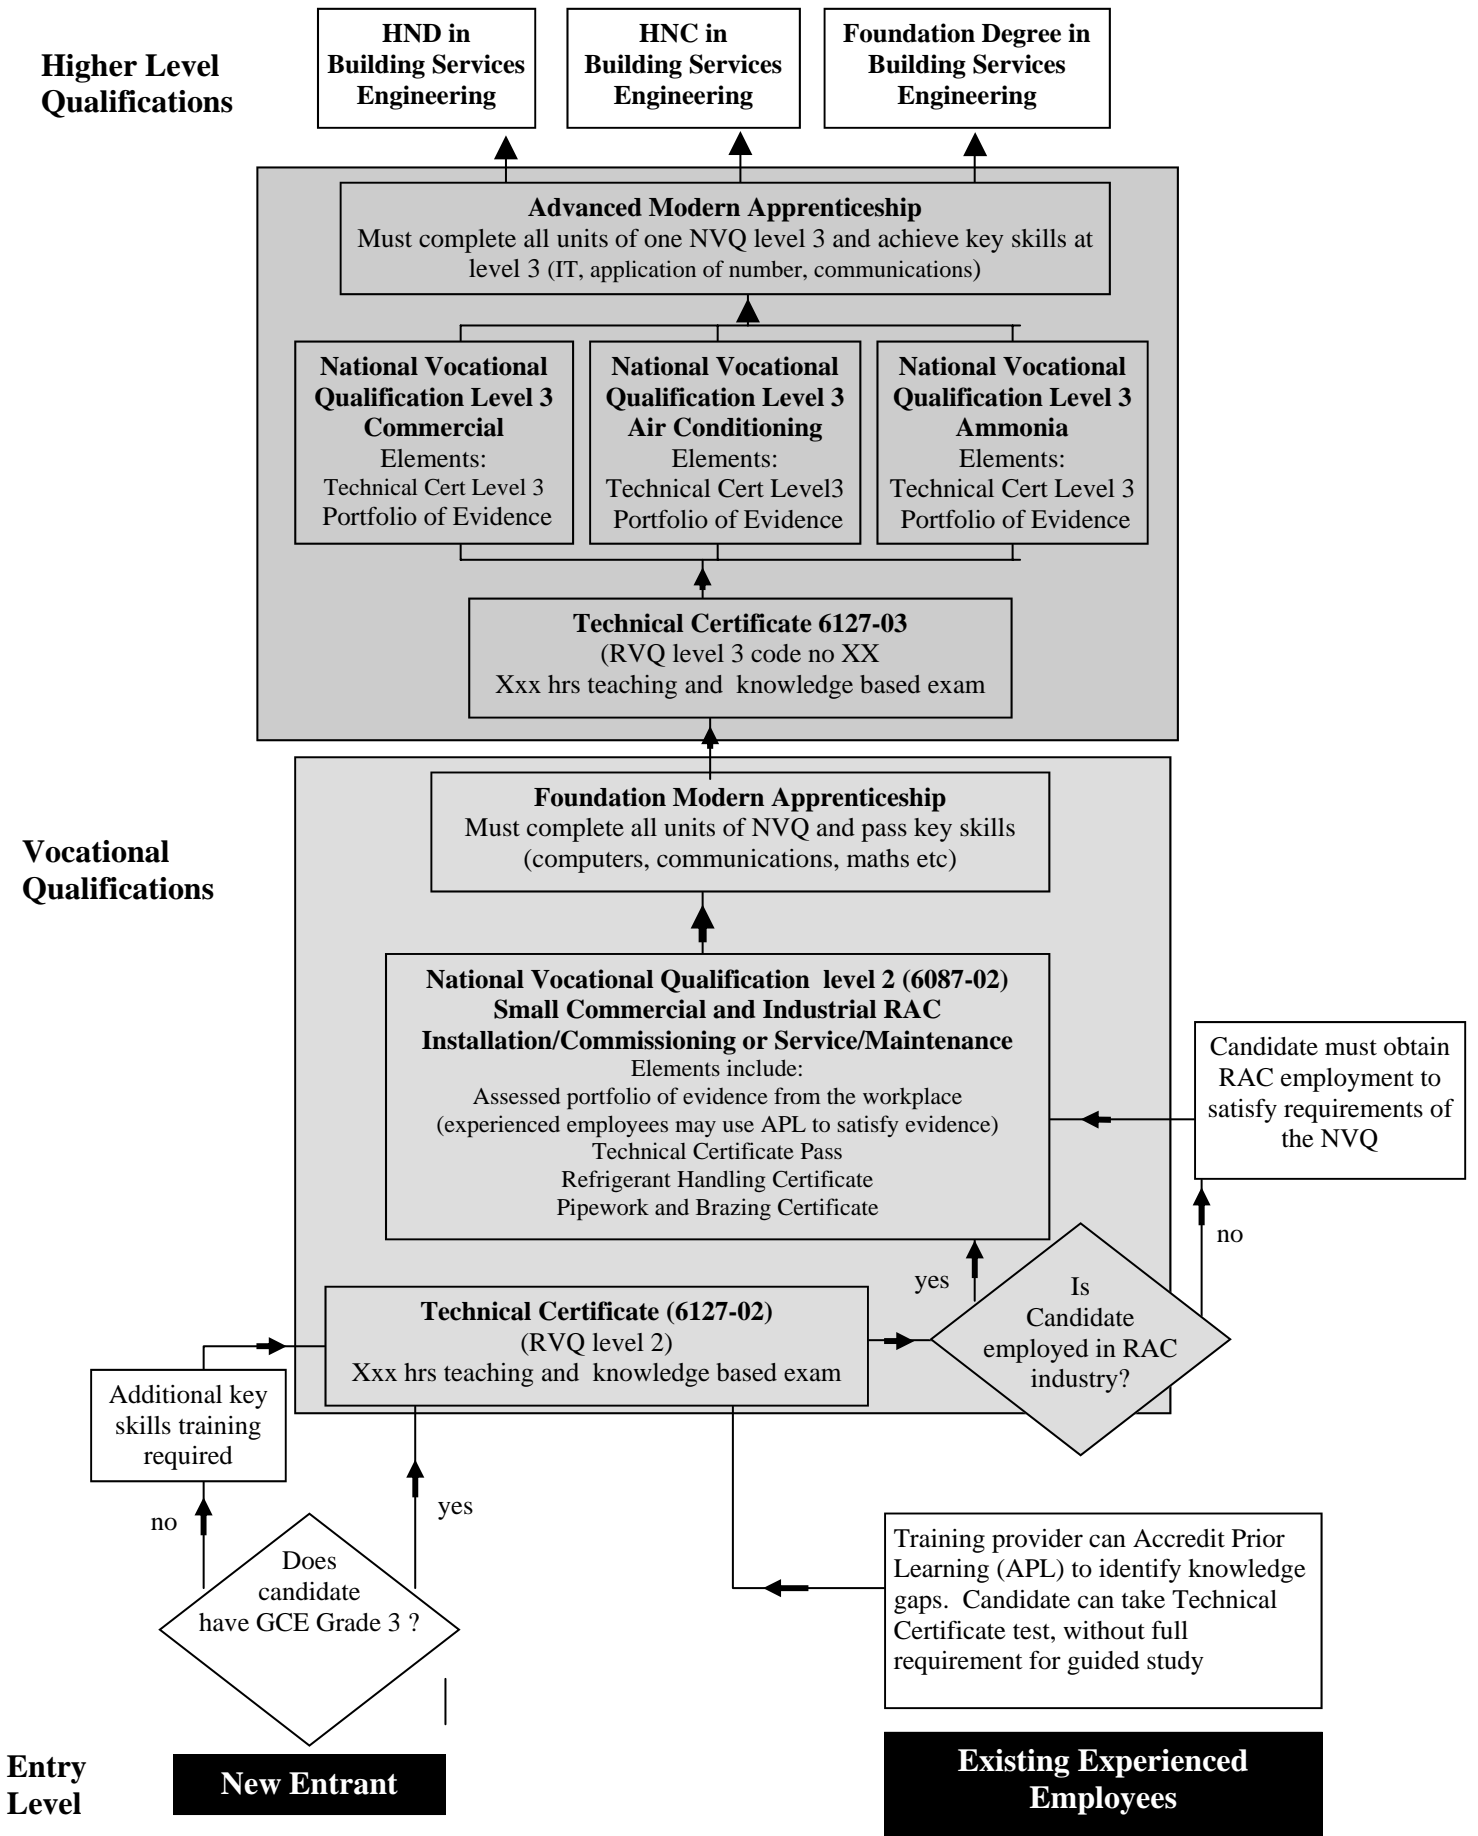 Higher Level
Qualifications
HND in
Building Services
Engineering
HNC in
Building Services
Engineering
Foundation Degree in
Building Services
Engineering
Advanced Modern Apprenticeship
Must complete all units of one NVQ level 3 and achieve key skills at
level 3 (IT, application of number, communications)
National Vocational
Qualification Level 3
Commercial
Elements:
Technical Cert Level 3
Portfolio of Evidence
National Vocational
Qualification Level 3
Air Conditioning
Elements:
Technical Cert Level3
Portfolio of Evidence
National Vocational
Qualification Level 3
Ammonia
Elements:
Technical Cert Level 3
Portfolio of Evidence
Technical Certificate 6127-03
(RVQ level 3 code no XX
Xxx hrs teaching and knowledge based exam
Vocational
Qualifications
Foundation Modern Apprenticeship
Must complete all units of NVQ and pass key skills
(computers, communications, maths etc)
National Vocational Qualification level 2 (6087-02)
Small Commercial and Industrial RAC
Installation/Commissioning or Service/Maintenance
Elements include:
Assessed portfolio of evidence from the workplace
(experienced employees may use APL to satisfy evidence)
Technical Certificate Pass
Refrigerant Handling Certificate
Pipework and Brazing Certificate
Candidate must obtain
RAC employment to
satisfy requirements of
the NVQ
no
yes
Is
Candidate
employed in RAC
industry?
Technical Certificate (6127-02)
(RVQ level 2)
Xxx hrs teaching and knowledge based exam
Additional key
skills training
required
no
yes
Does
candidate
have GCE Grade 3 ?
Training provider can Accredit Prior
Learning (APL) to identify knowledge
gaps. Candidate can take Technical
Certificate test, without full
requirement for guided study
Entry
Level
New Entrant
Existing Experienced
Employees